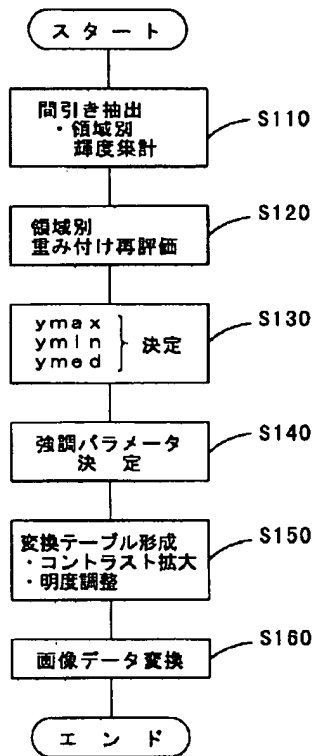 スタート
間引き抽出
・領域別
輝度集計
S110
領域別
重み付け再評価
S120
ymax
ymin
ymed
} 決定
S130
強調パラメータ
決定
S140
変換テーブル形成
・コントラスト拡大
・明度調整
S150
画像データ変換
S160
エンド